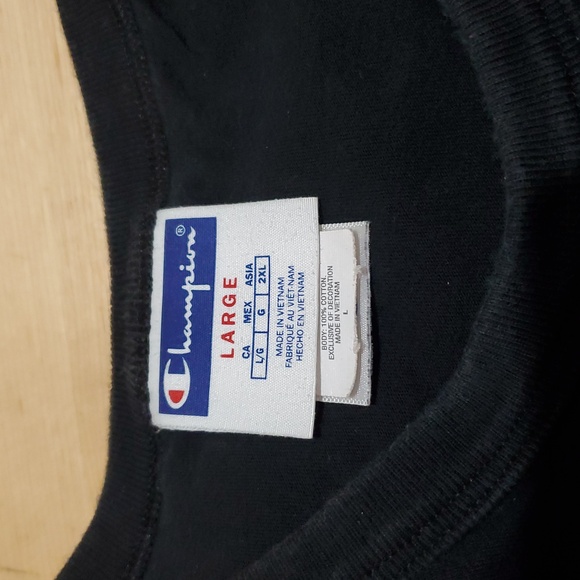 Champion®
LARGE
CA MEX ASIA
L/G G 2XL
MADE IN VIETNAM
FABRIQUÉ AU VIÊT-NAM
HECHO EN VIETNAM
BODY: 100% COTTON.
EXCLUSIVE OF DECORATION
MADE IN VIETNAM
L